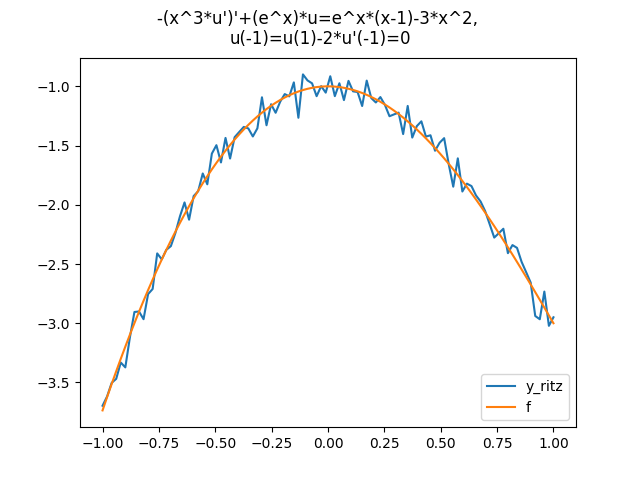 -(x^3*u')'+(e^x)*u=e^x*(x-1)-3*x^2,
u(-1)=u(1)-2*u'(-1)=0
−1.0
−1.5
−2.0
−2.5
−3.0
−3.5
−1.00 −0.75 −0.50 −0.25 0.00 0.25 0.50 0.75 1.00
y_ritz
f